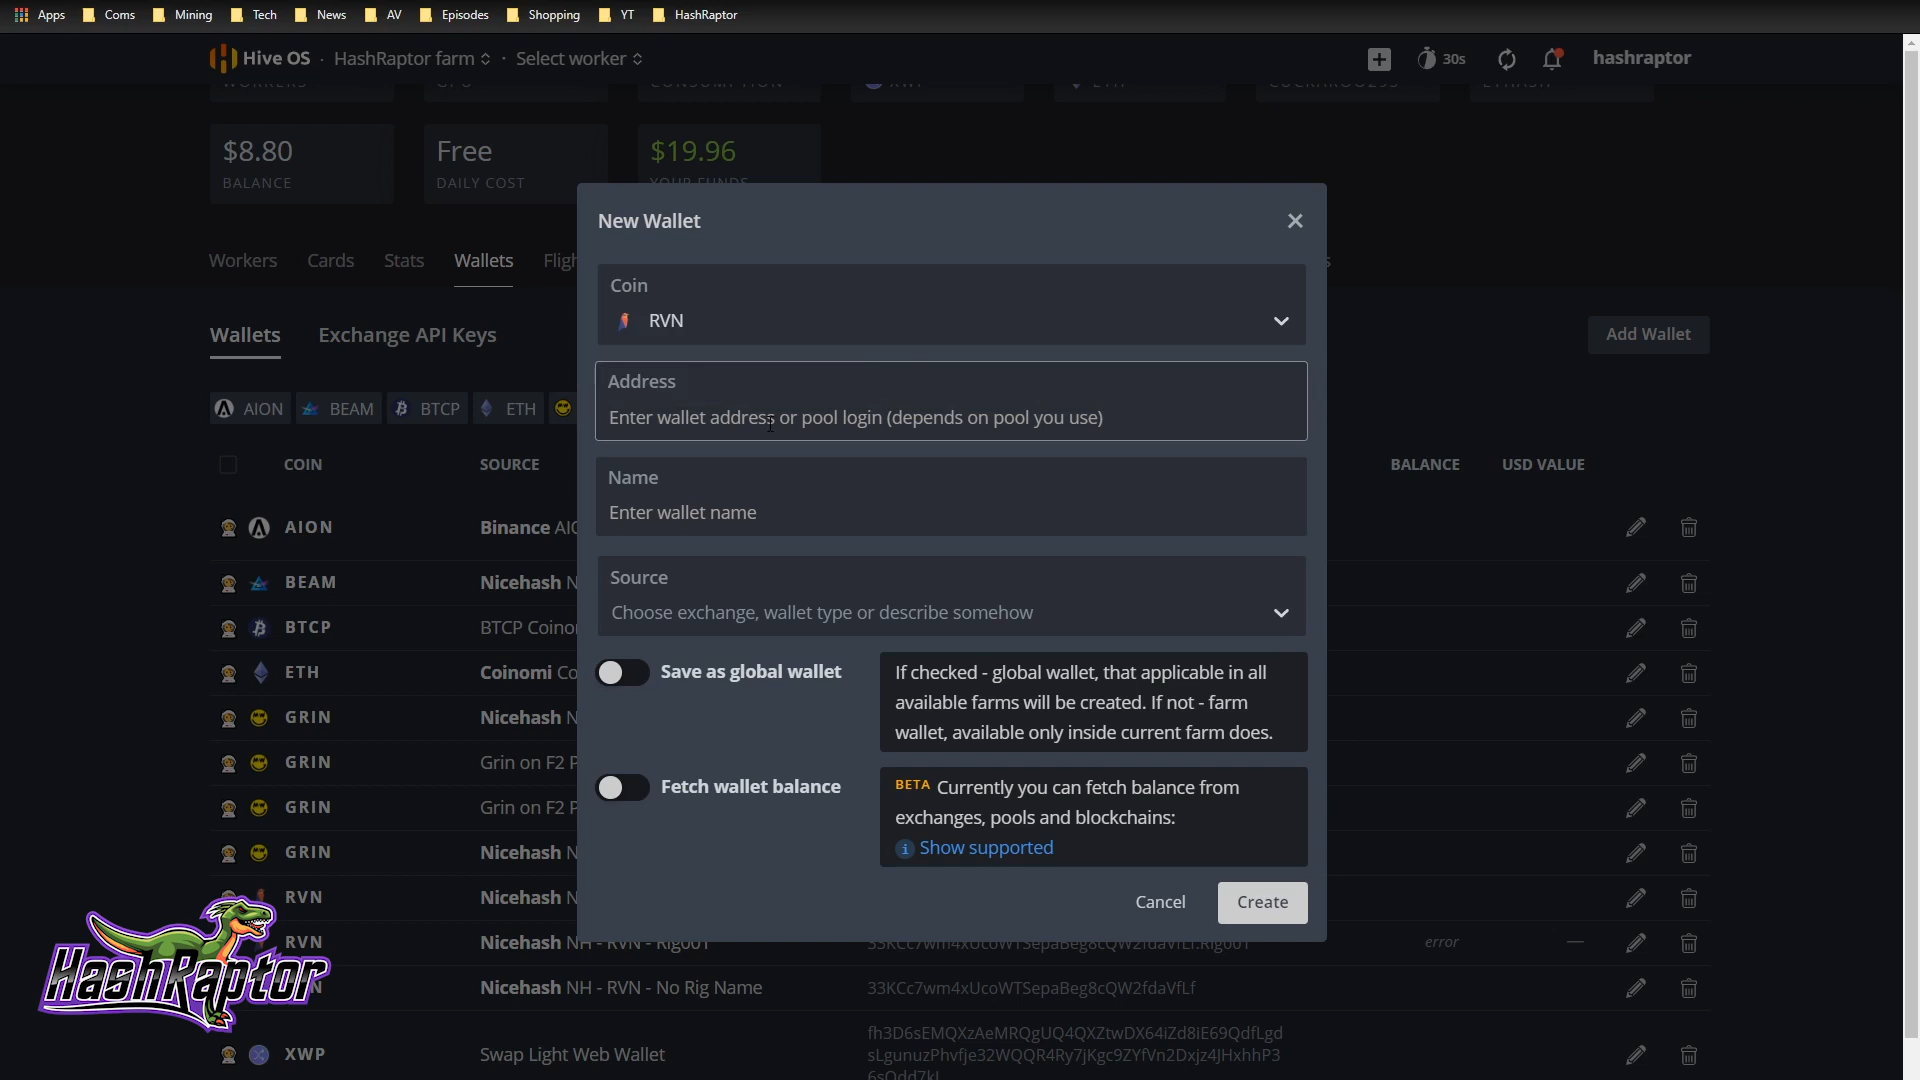 Apps Coms Mining Tech News AV Episodes Shopping YT HashRaptor
Hive OS · HashRaptor farm · Select worker 30s hashraptor
$8.80 Free $19.96
BALANCE DAILY COST YOUR FUNDS
New Wallet
Workers Cards Stats Wallets
Coin
RVN
Wallets Exchange API Keys Add Wallet
Address
Enter wallet address or pool login (depends on pool you use)
AION BEAM BTCP ETH
COIN SOURCE BALANCE USD VALUE
Name
Enter wallet name
AION Binance
Source
BEAM Nicehash
Choose exchange, wallet type or describe somehow
BTCP BTCP
Save as global wallet
If checked - global wallet, that applicable in all
available farms will be created. If not - farm
wallet, available only inside current farm does.
ETH Coinomi
GRIN Nicehash
GRIN Grin on F2
Fetch wallet balance
BETA Currently you can fetch balance from
exchanges, pools and blockchains:
Show supported
GRIN Grin on F2
GRIN Nicehash
Cancel Create
RVN Nicehash
RVN Nicehash NH - RVN - Rig001 error —
HashRaptor
Nicehash NH - RVN - No Rig Name 33KCc7wm4xUcoWTSepaBeg8cQW2fdaVfLf
XWP Swap Light Web Wallet
fh3D6sEMQXzAeMRQgUQ4QXZtwDX64iZd8iE69QdfLgd
sLgunuzPhvfje32WQQR4Ry7jKgc9ZYfVn2Dxjz4JHxhhP3